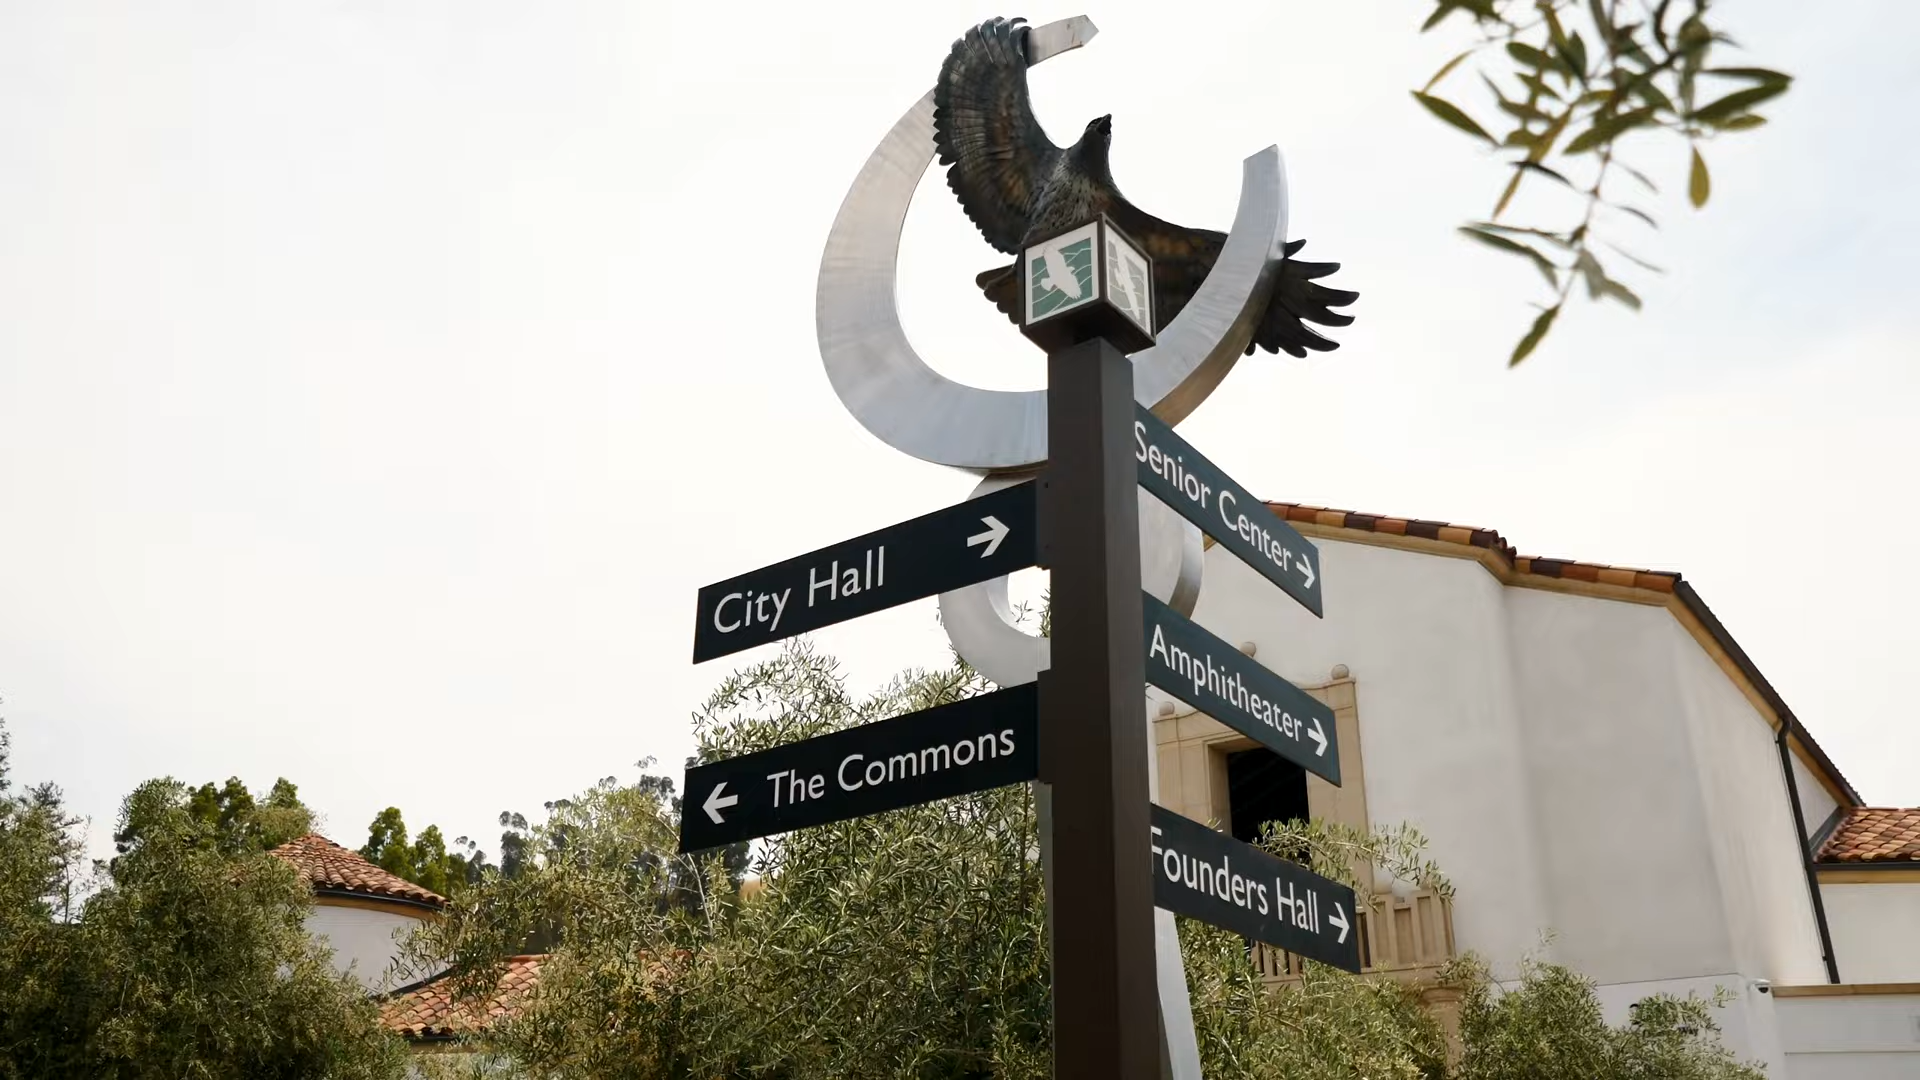 Senior Center →
City Hall →
Amphitheater →
← The Commons
Founders Hall →